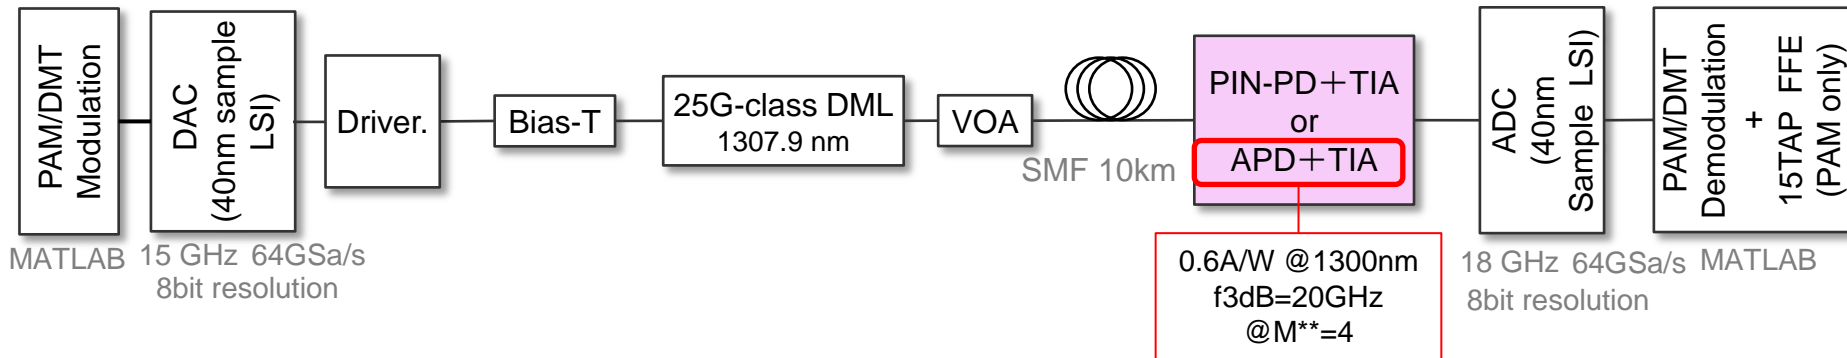 PAM/DMT
Modulation
MATLAB
DAC
(40nm sample
LSI)
15 GHz 64GSa/s
8bit resolution
Driver.
Bias-T
25G-class DML
1307.9 nm
VOA
SMF 10km
PIN-PD＋TIA
or
APD＋TIA
0.6A/W @1300nm
f3dB=20GHz
@M**=4
ADC
(40nm
Sample LSI)
18 GHz 64GSa/s
8bit resolution
PAM/DMT
Demodulation
+
15TAP FFE
(PAM only)
MATLAB